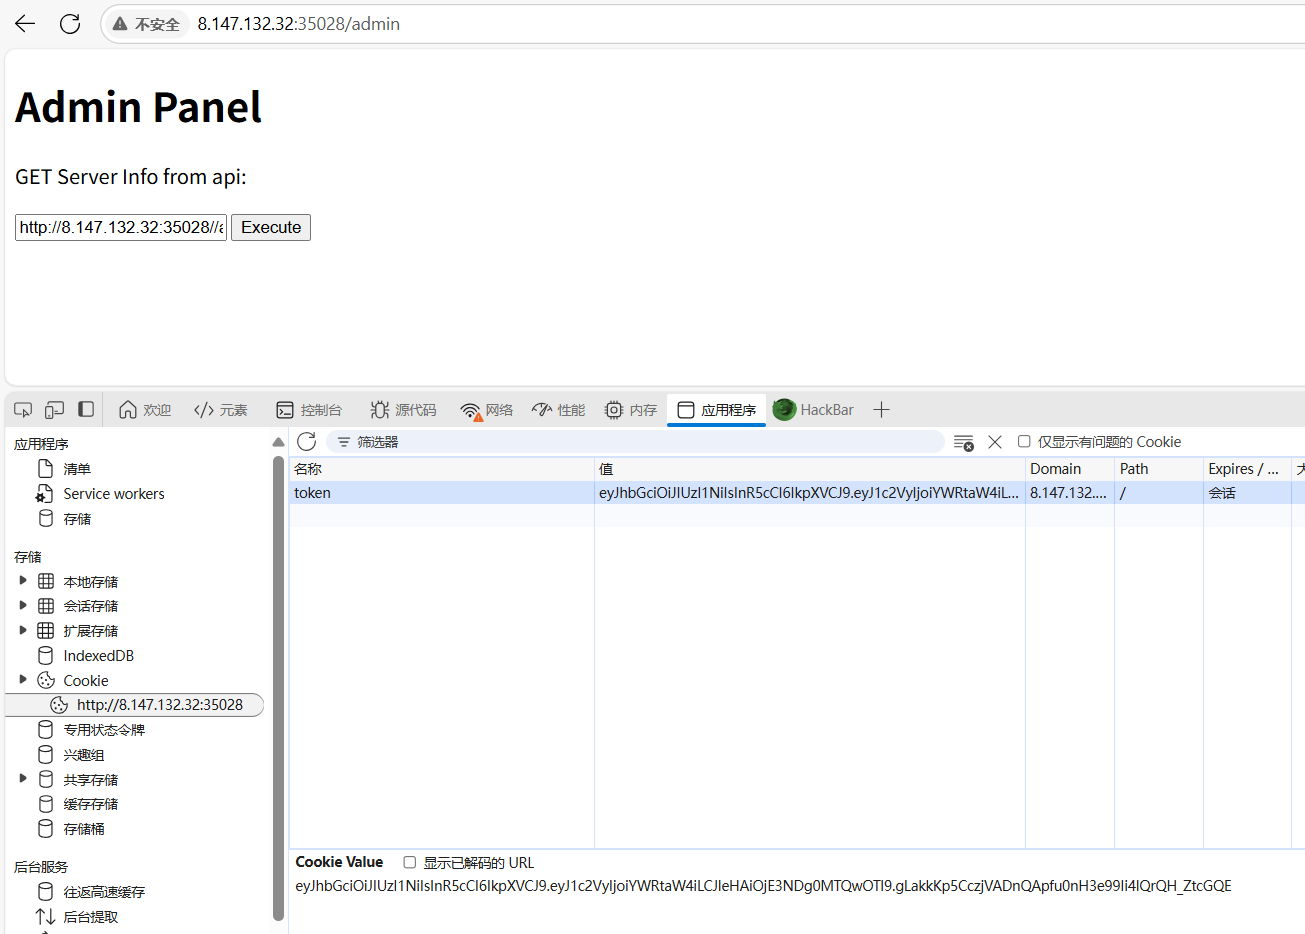 不安全 8.147.132.32:35028/admin
Admin Panel
GET Server Info from api:
http://8.147.132.32:35028//a Execute
欢迎 元素 控制台 源代码 网络 性能 内存 应用程序 HackBar
应用程序
清单
Service workers
存储
存储
本地存储
会话存储
扩展存储
IndexedDB
Cookie
http://8.147.132.32:35028
专用状态令牌
兴趣组
共享存储
缓存存储
存储桶
后台服务
往返高速缓存
后台提取
筛选器 仅显示有问题的 Cookie
名称 值 Domain Path Expires / ...
token eyJhbGciOiJIUzI1NiIsInR5cCI6IkpXVCJ9.eyJ1c2VyIjoiYWRtaW4iL... 8.147.132.... / 会话
Cookie Value 显示已解码的 URL
eyJhbGciOiJIUzI1NiIsInR5cCI6IkpXVCJ9.eyJ1c2VyIjoiYWRtaW4iLCJleHAiOjE3NDg0MTQwOTl9.gLakkKp5CczjVADnQApfu0nH3e99Ii4IQrQH_ZtcGQE